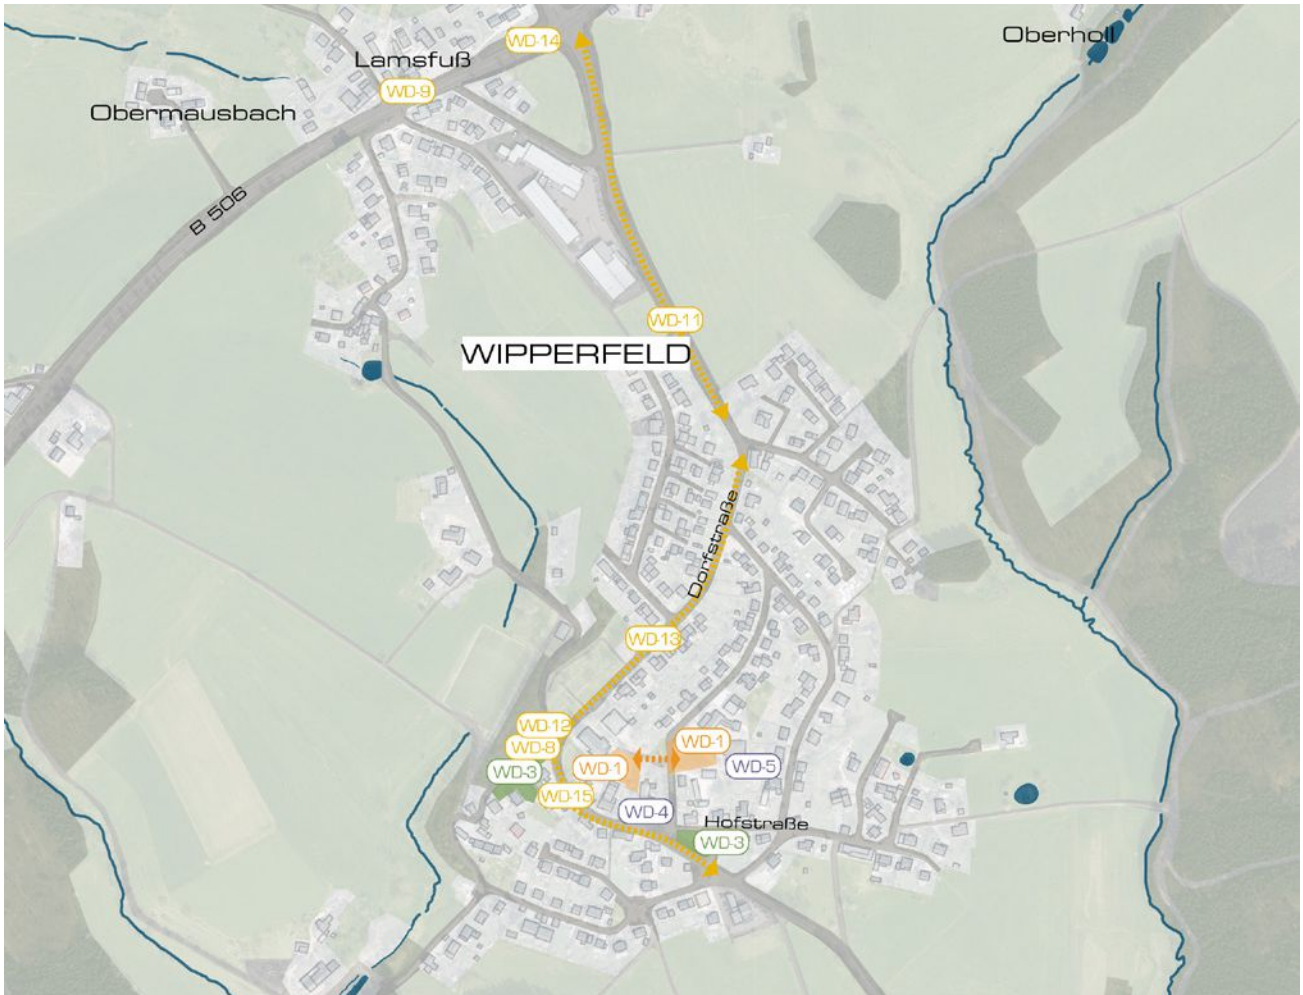 Oberholl
WD-14
Lamsfuß
WD-9
Obermausbach
B 506
WD-11
WIPPERFELD
Dorfstraße
WD-13
WD-12
WD-8
WD-1
WD-1
WD-5
WD-3
WD-15
WD-4
Hofstraße
WD-3